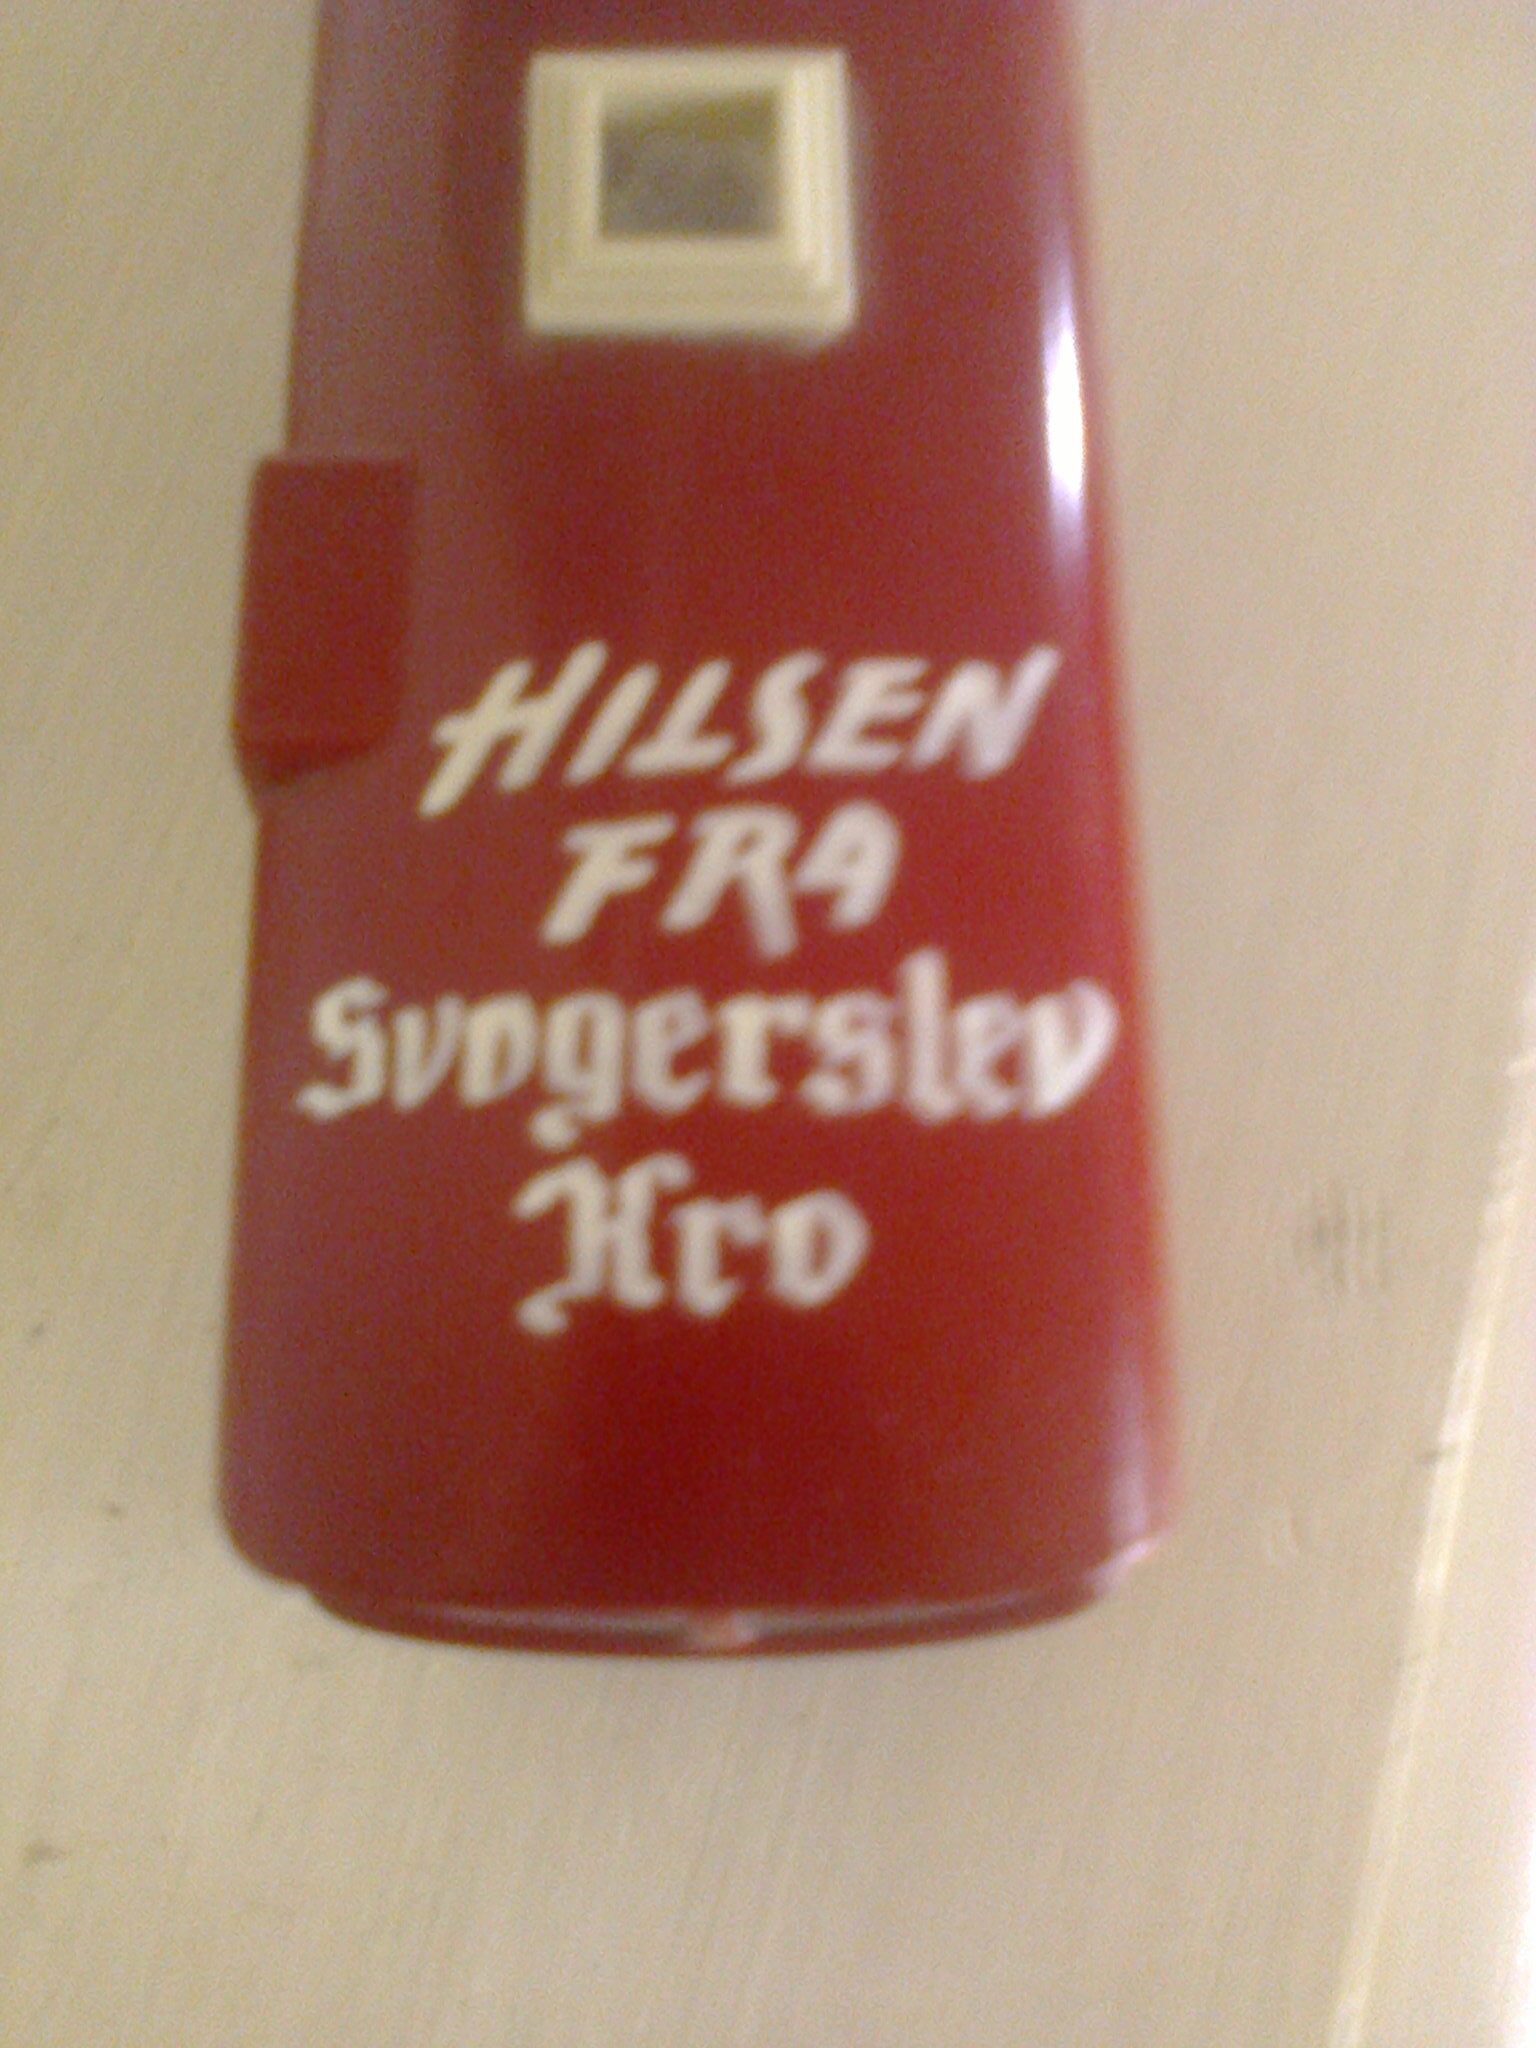 HILSEN
FRA
Svogerslev
Kro